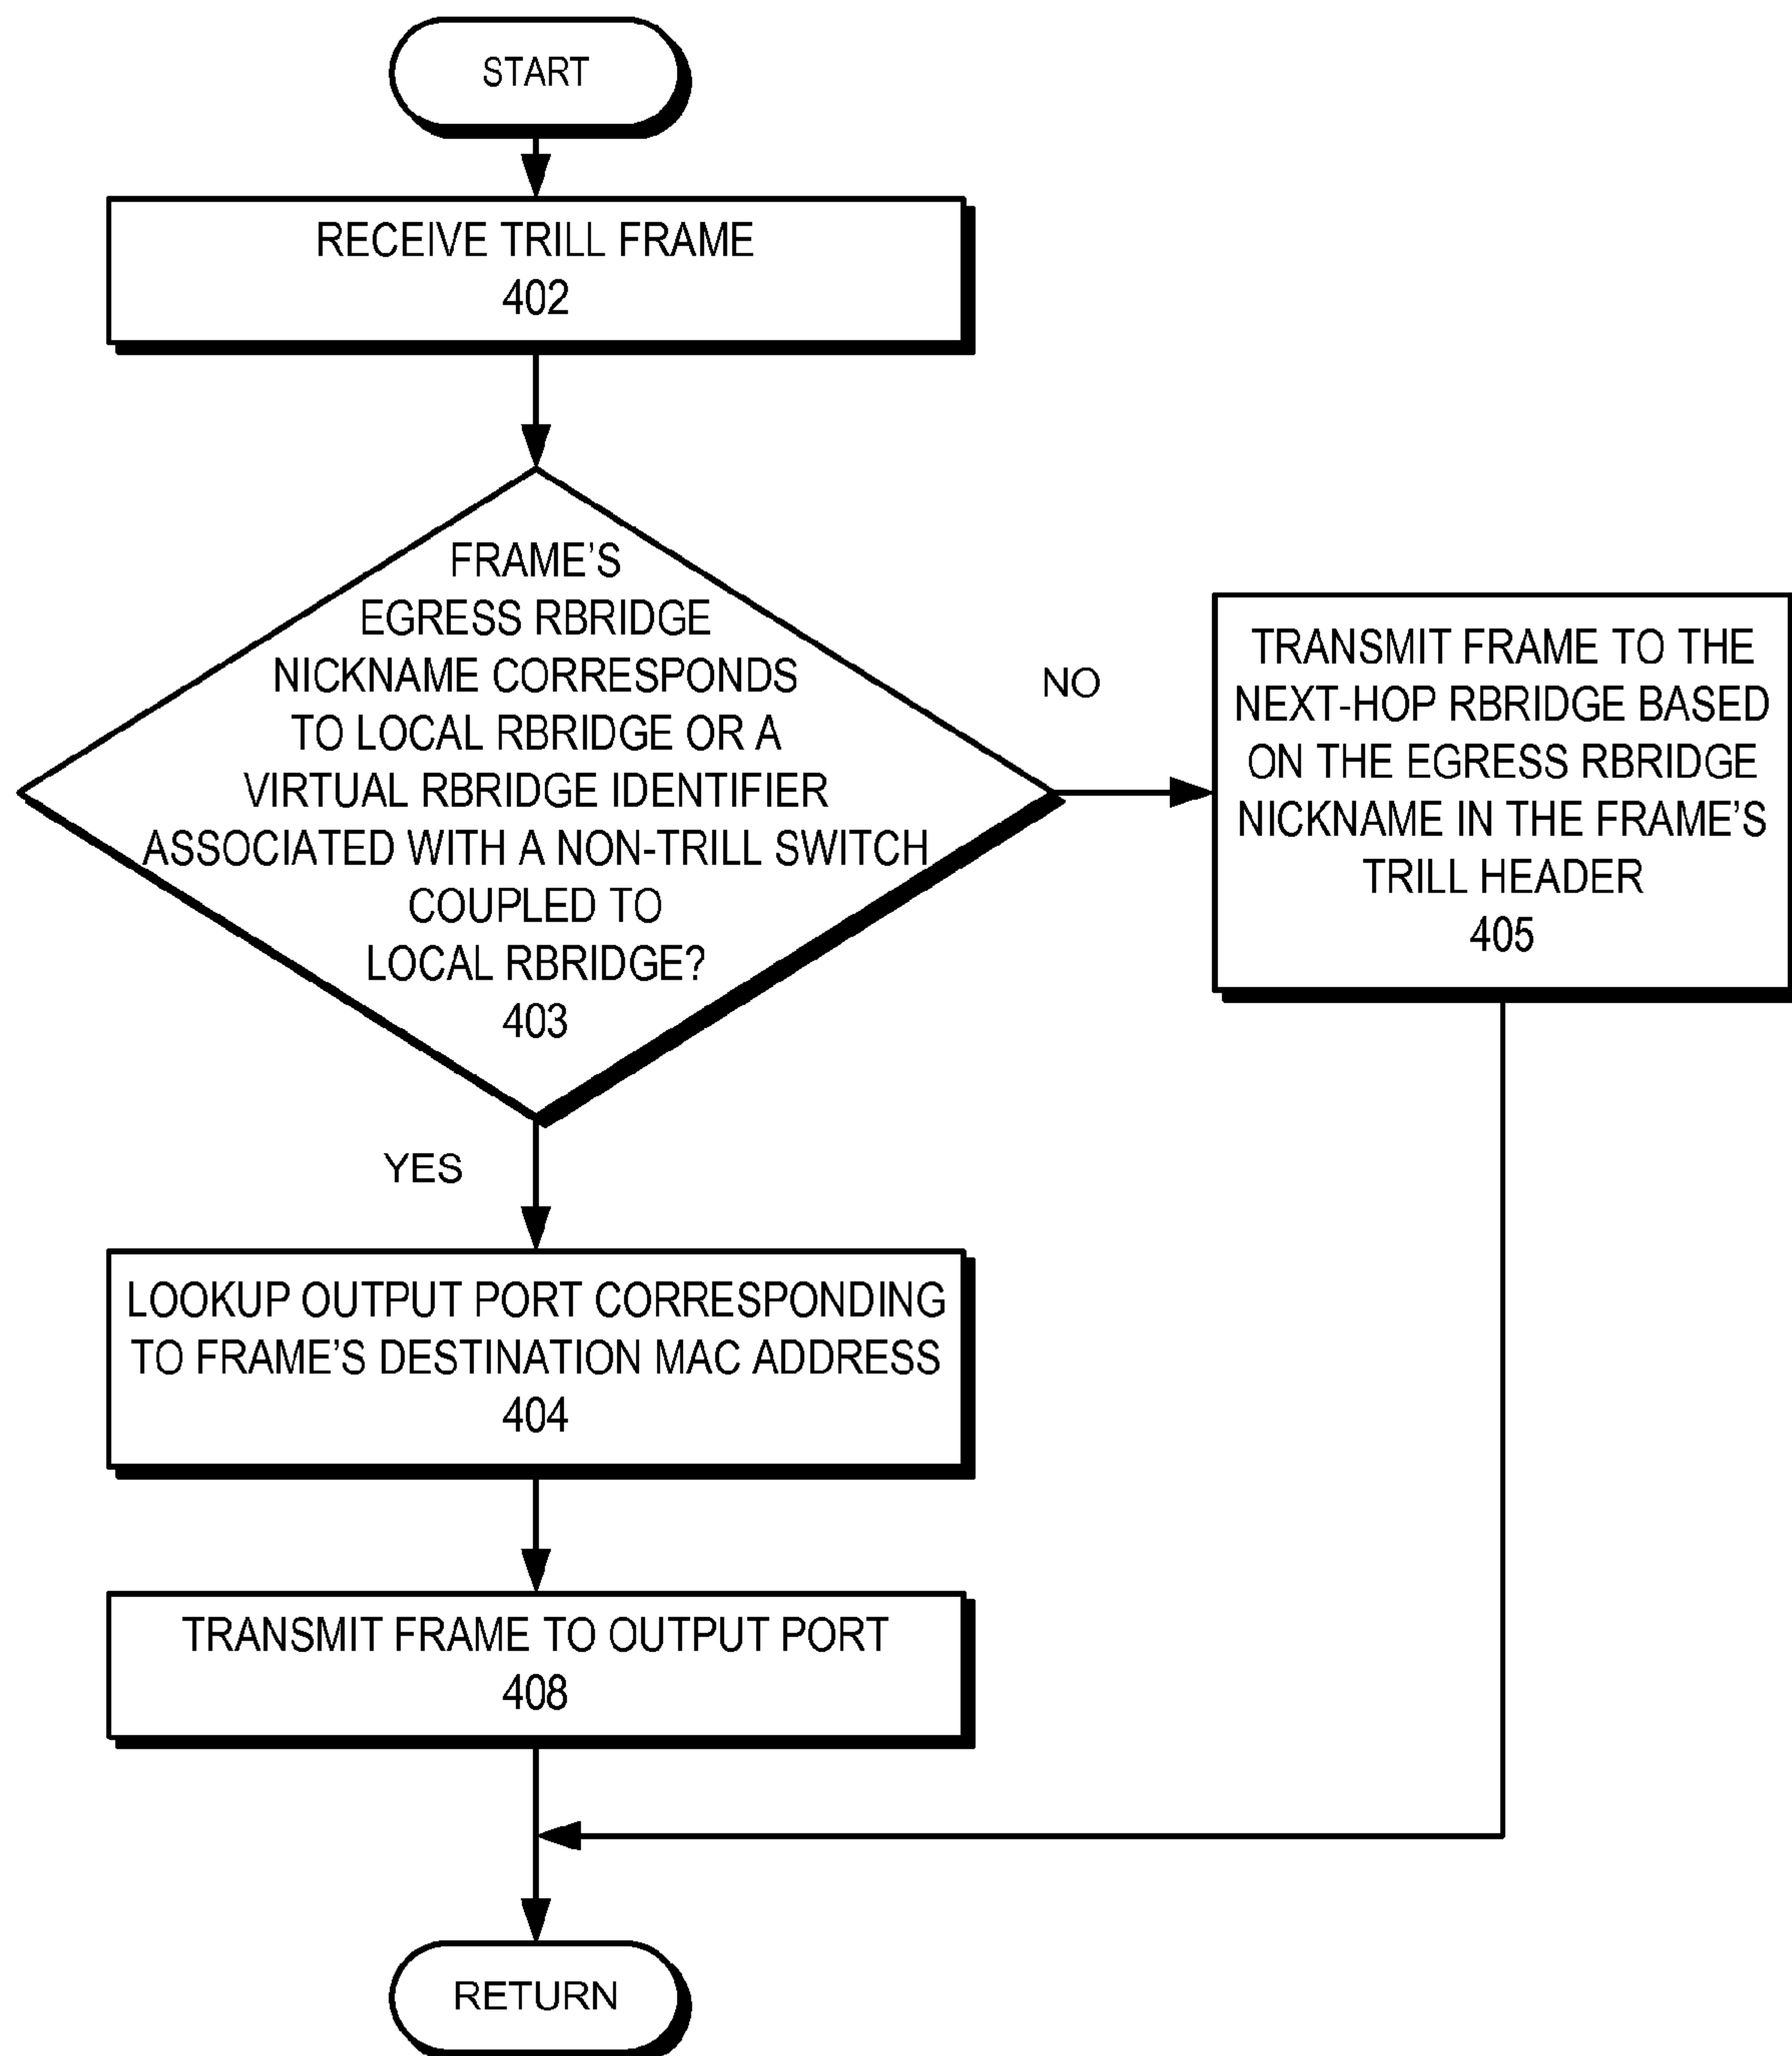 START
RECEIVE TRILL FRAME
402
FRAME'S
EGRESS RBRIDGE
NICKNAME CORRESPONDS
TO LOCAL RBRIDGE OR A
VIRTUAL RBRIDGE IDENTIFIER
ASSOCIATED WITH A NON-TRILL SWITCH
COUPLED TO
LOCAL RBRIDGE?
403
NO
TRANSMIT FRAME TO THE
NEXT-HOP RBRIDGE BASED
ON THE EGRESS RBRIDGE
NICKNAME IN THE FRAME'S
TRILL HEADER
405
YES
LOOKUP OUTPUT PORT CORRESPONDING
TO FRAME'S DESTINATION MAC ADDRESS
404
TRANSMIT FRAME TO OUTPUT PORT
408
RETURN